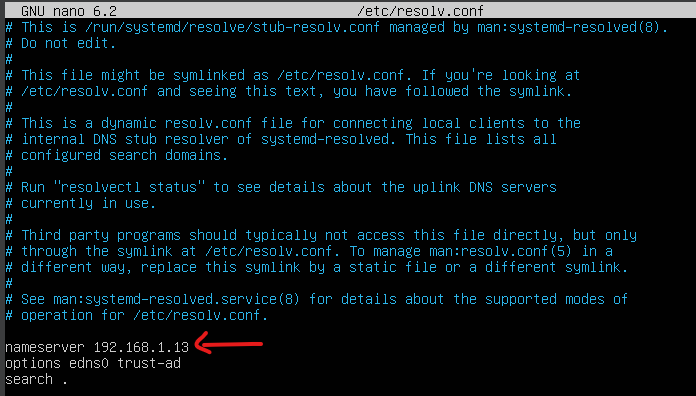 GNU nano 6.2 /etc/resolv.conf
# This is /run/systemd/resolve/stub-resolv.conf managed by man:systemd-resolved(8).
# Do not edit.
#
# This file might be symlinked as /etc/resolv.conf. If you're looking at
# /etc/resolv.conf and seeing this text, you have followed the symlink.
#
# This is a dynamic resolv.conf file for connecting local clients to the
# internal DNS stub resolver of systemd-resolved. This file lists all
# configured search domains.
#
# Run "resolvectl status" to see details about the uplink DNS servers
# currently in use.
#
# Third party programs should typically not access this file directly, but only
# through the symlink at /etc/resolv.conf. To manage man:resolv.conf(5) in a
# different way, replace this symlink by a static file or a different symlink.
#
# See man:systemd-resolved.service(8) for details about the supported modes of
# operation for /etc/resolv.conf.
nameserver 192.168.1.13
options edns0 trust-ad
search .